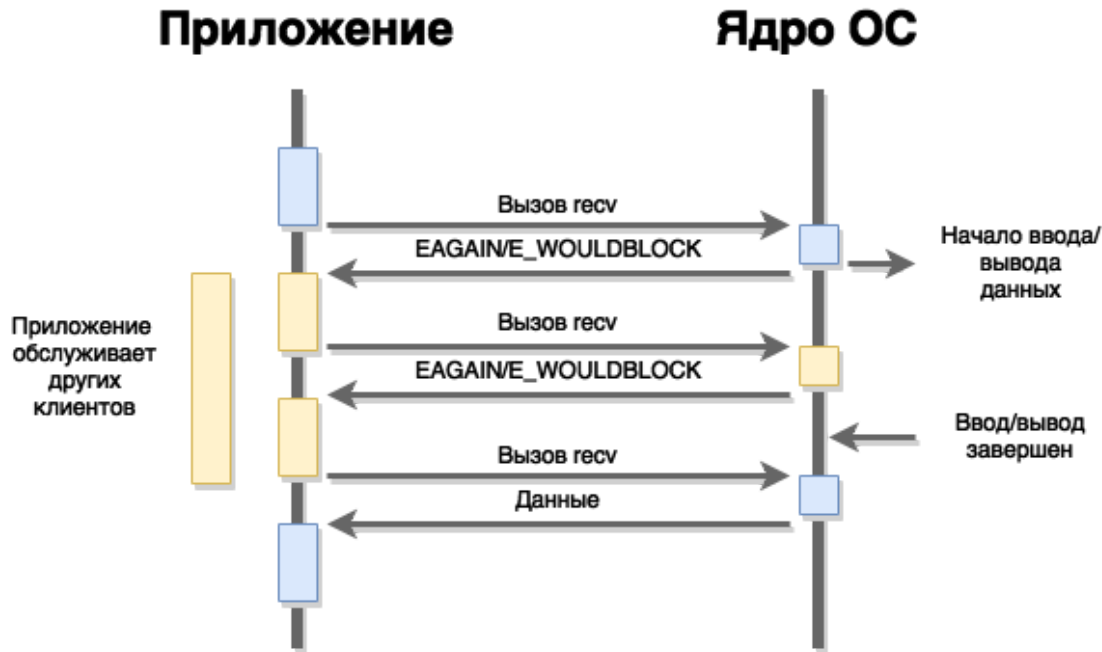 Приложение
Ядро ОС
Вызов recv
EAGAIN/E_WOULDBLOCK
Начало ввода/
вывода
данных
Приложение
обслуживает
других
клиентов
Вызов recv
EAGAIN/E_WOULDBLOCK
Ввод/вывод
завершен
Вызов recv
Данные